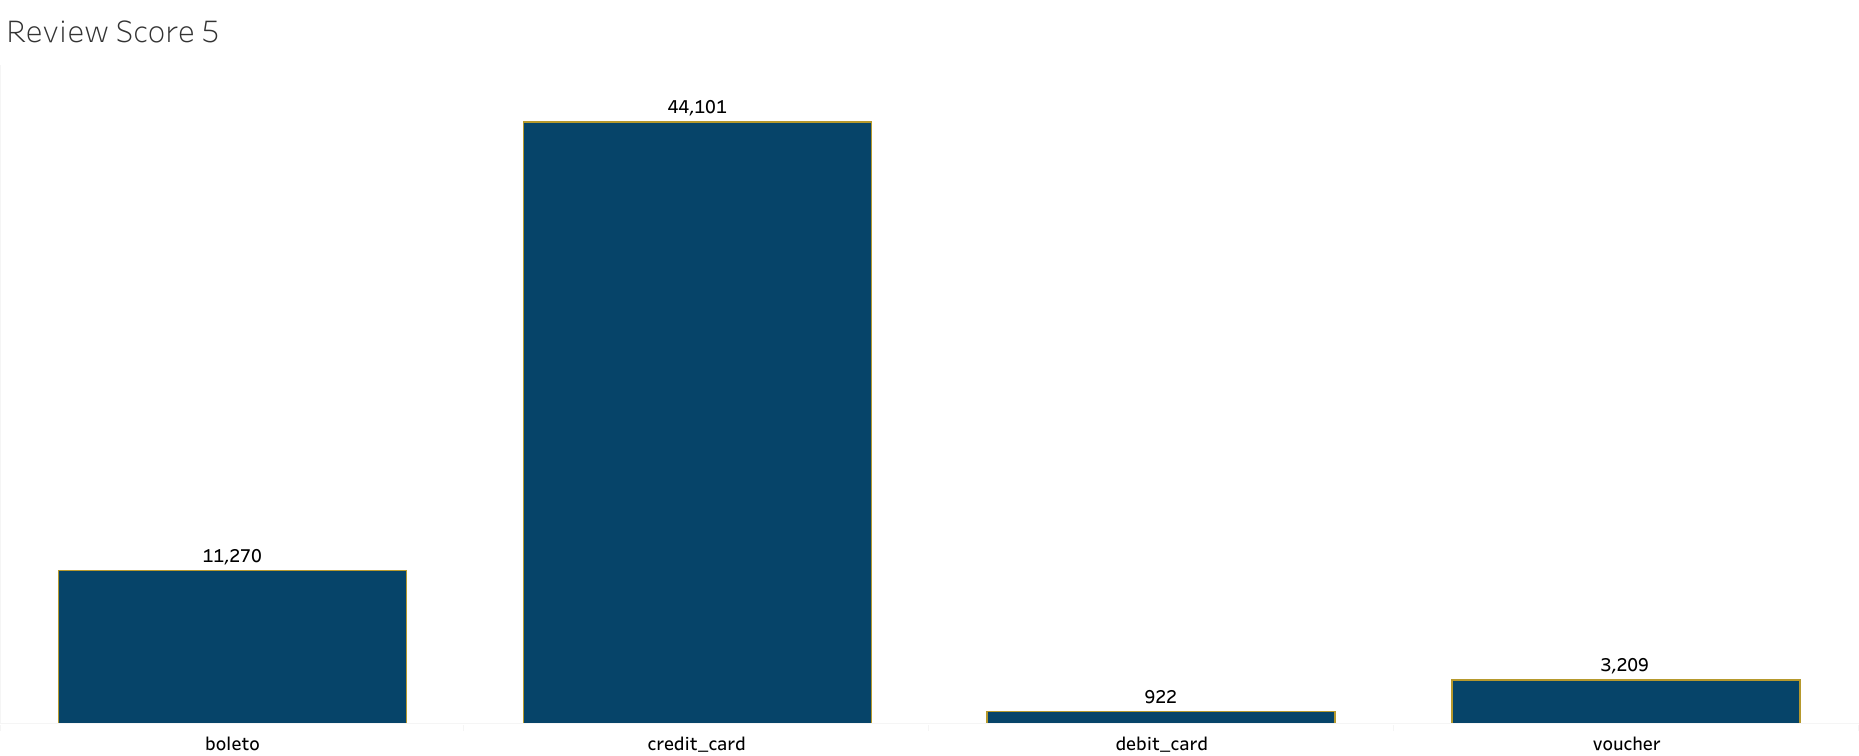 Review Score 5
44,101
11,270
3,209
922
boleto credit_card debit_card voucher